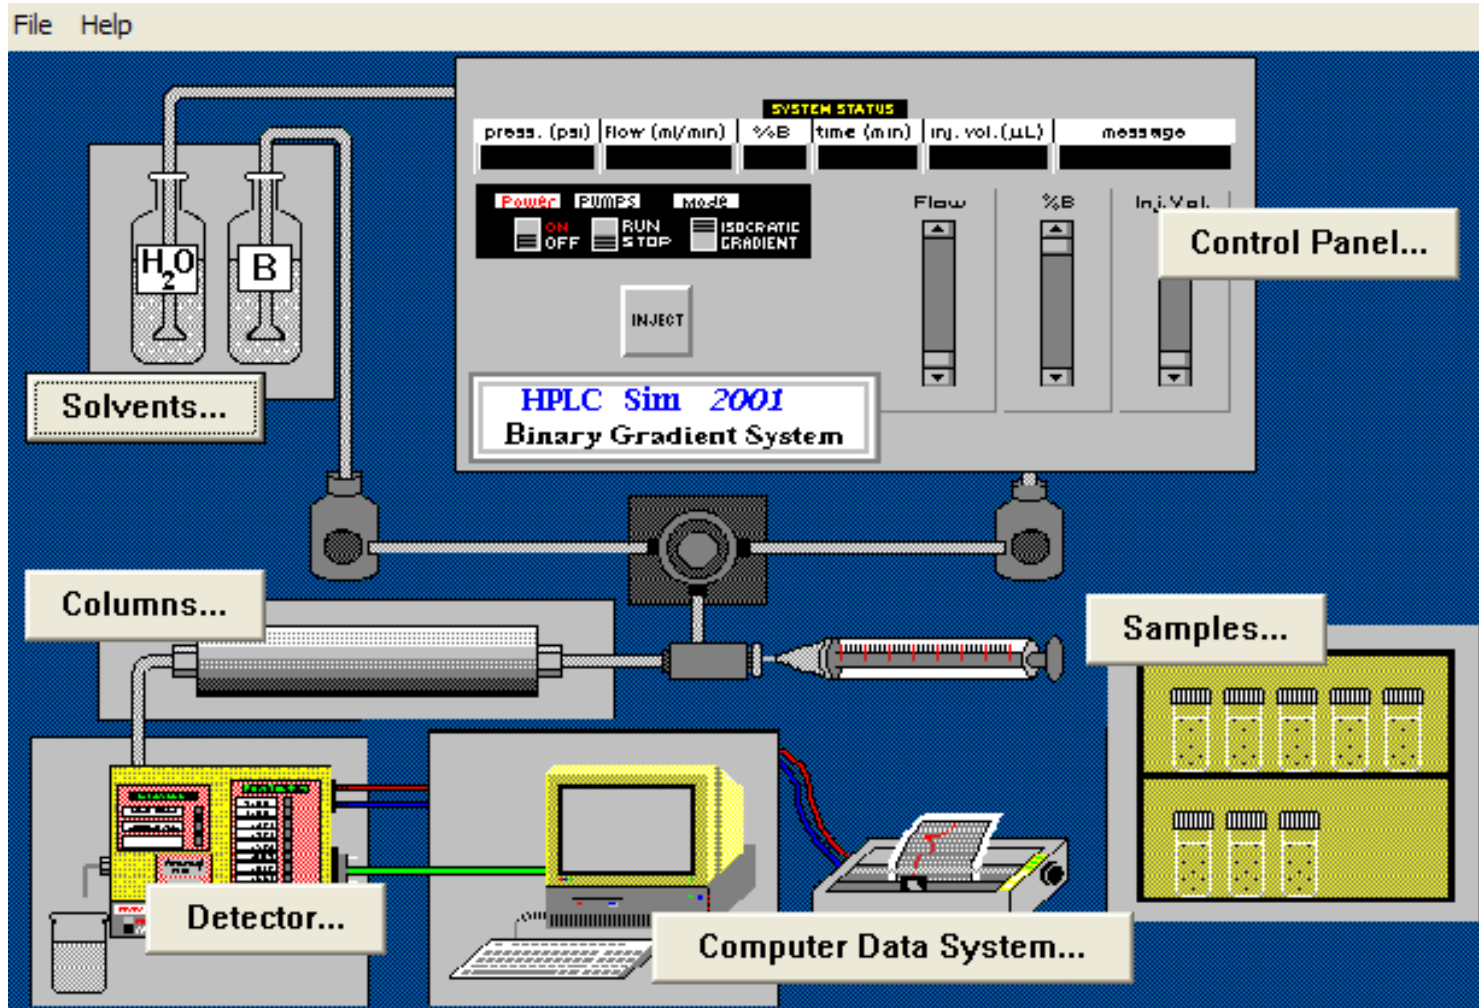 File Help
SYSTEM STATUS
press. (psi) flow (ml/min) %B time (min) inj. vol.(µL) message
Power PUMPS Mode
ON RUN ISOCRATIC
OFF STOP GRADIENT
Flow %B Inj.Vol.
Control Panel...
H2O B
INJECT
Solvents...
HPLC Sim 2001
Binary Gradient System
Columns...
Samples...
Detector...
Computer Data System...